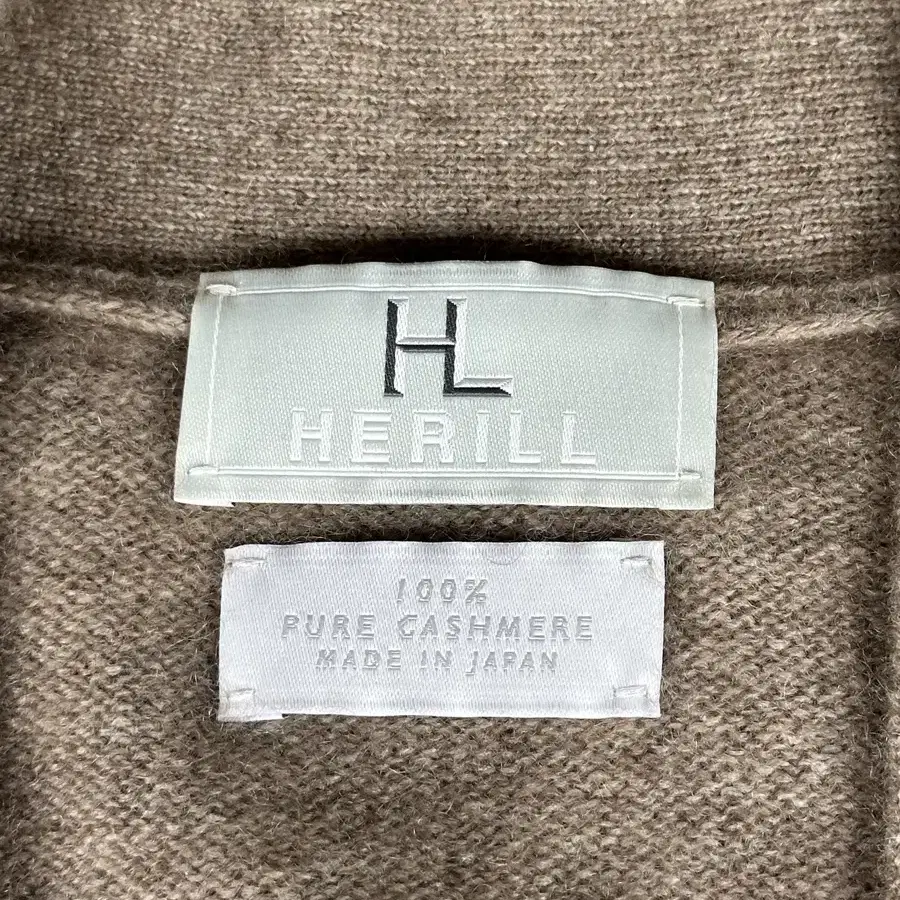 HL
HERILL
100%
PURE CASHMERE
MADE IN JAPAN